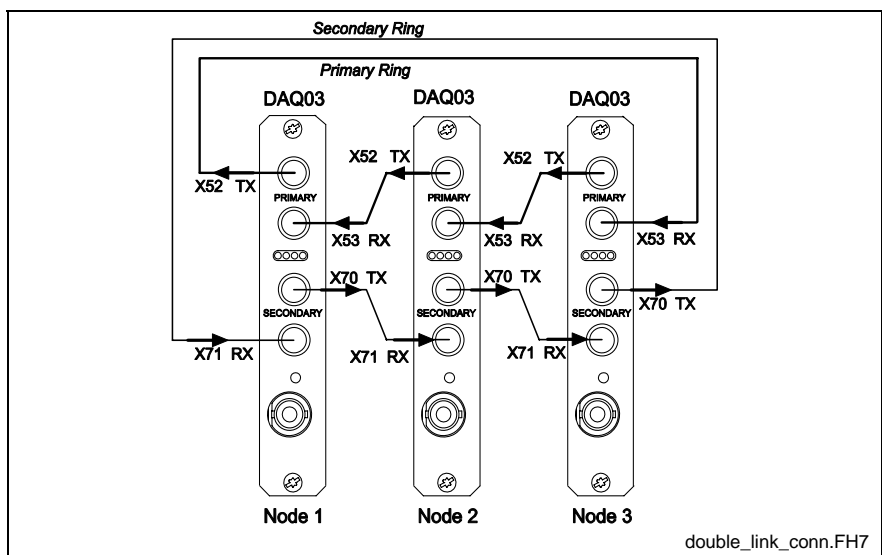 Secondary Ring
Primary Ring
DAQ03 DAQ03 DAQ03
X52 TX X52 TX
X52 TX
PRIMARY PRIMARY PRIMARY
X53 RX X53 RX X53 RX
X70 TX X70 TX
X70 TX
SECONDARY SECONDARY SECONDARY
X71 RX X71 RX X71 RX
Node 1 Node 2 Node 3
double_link_conn.FH7